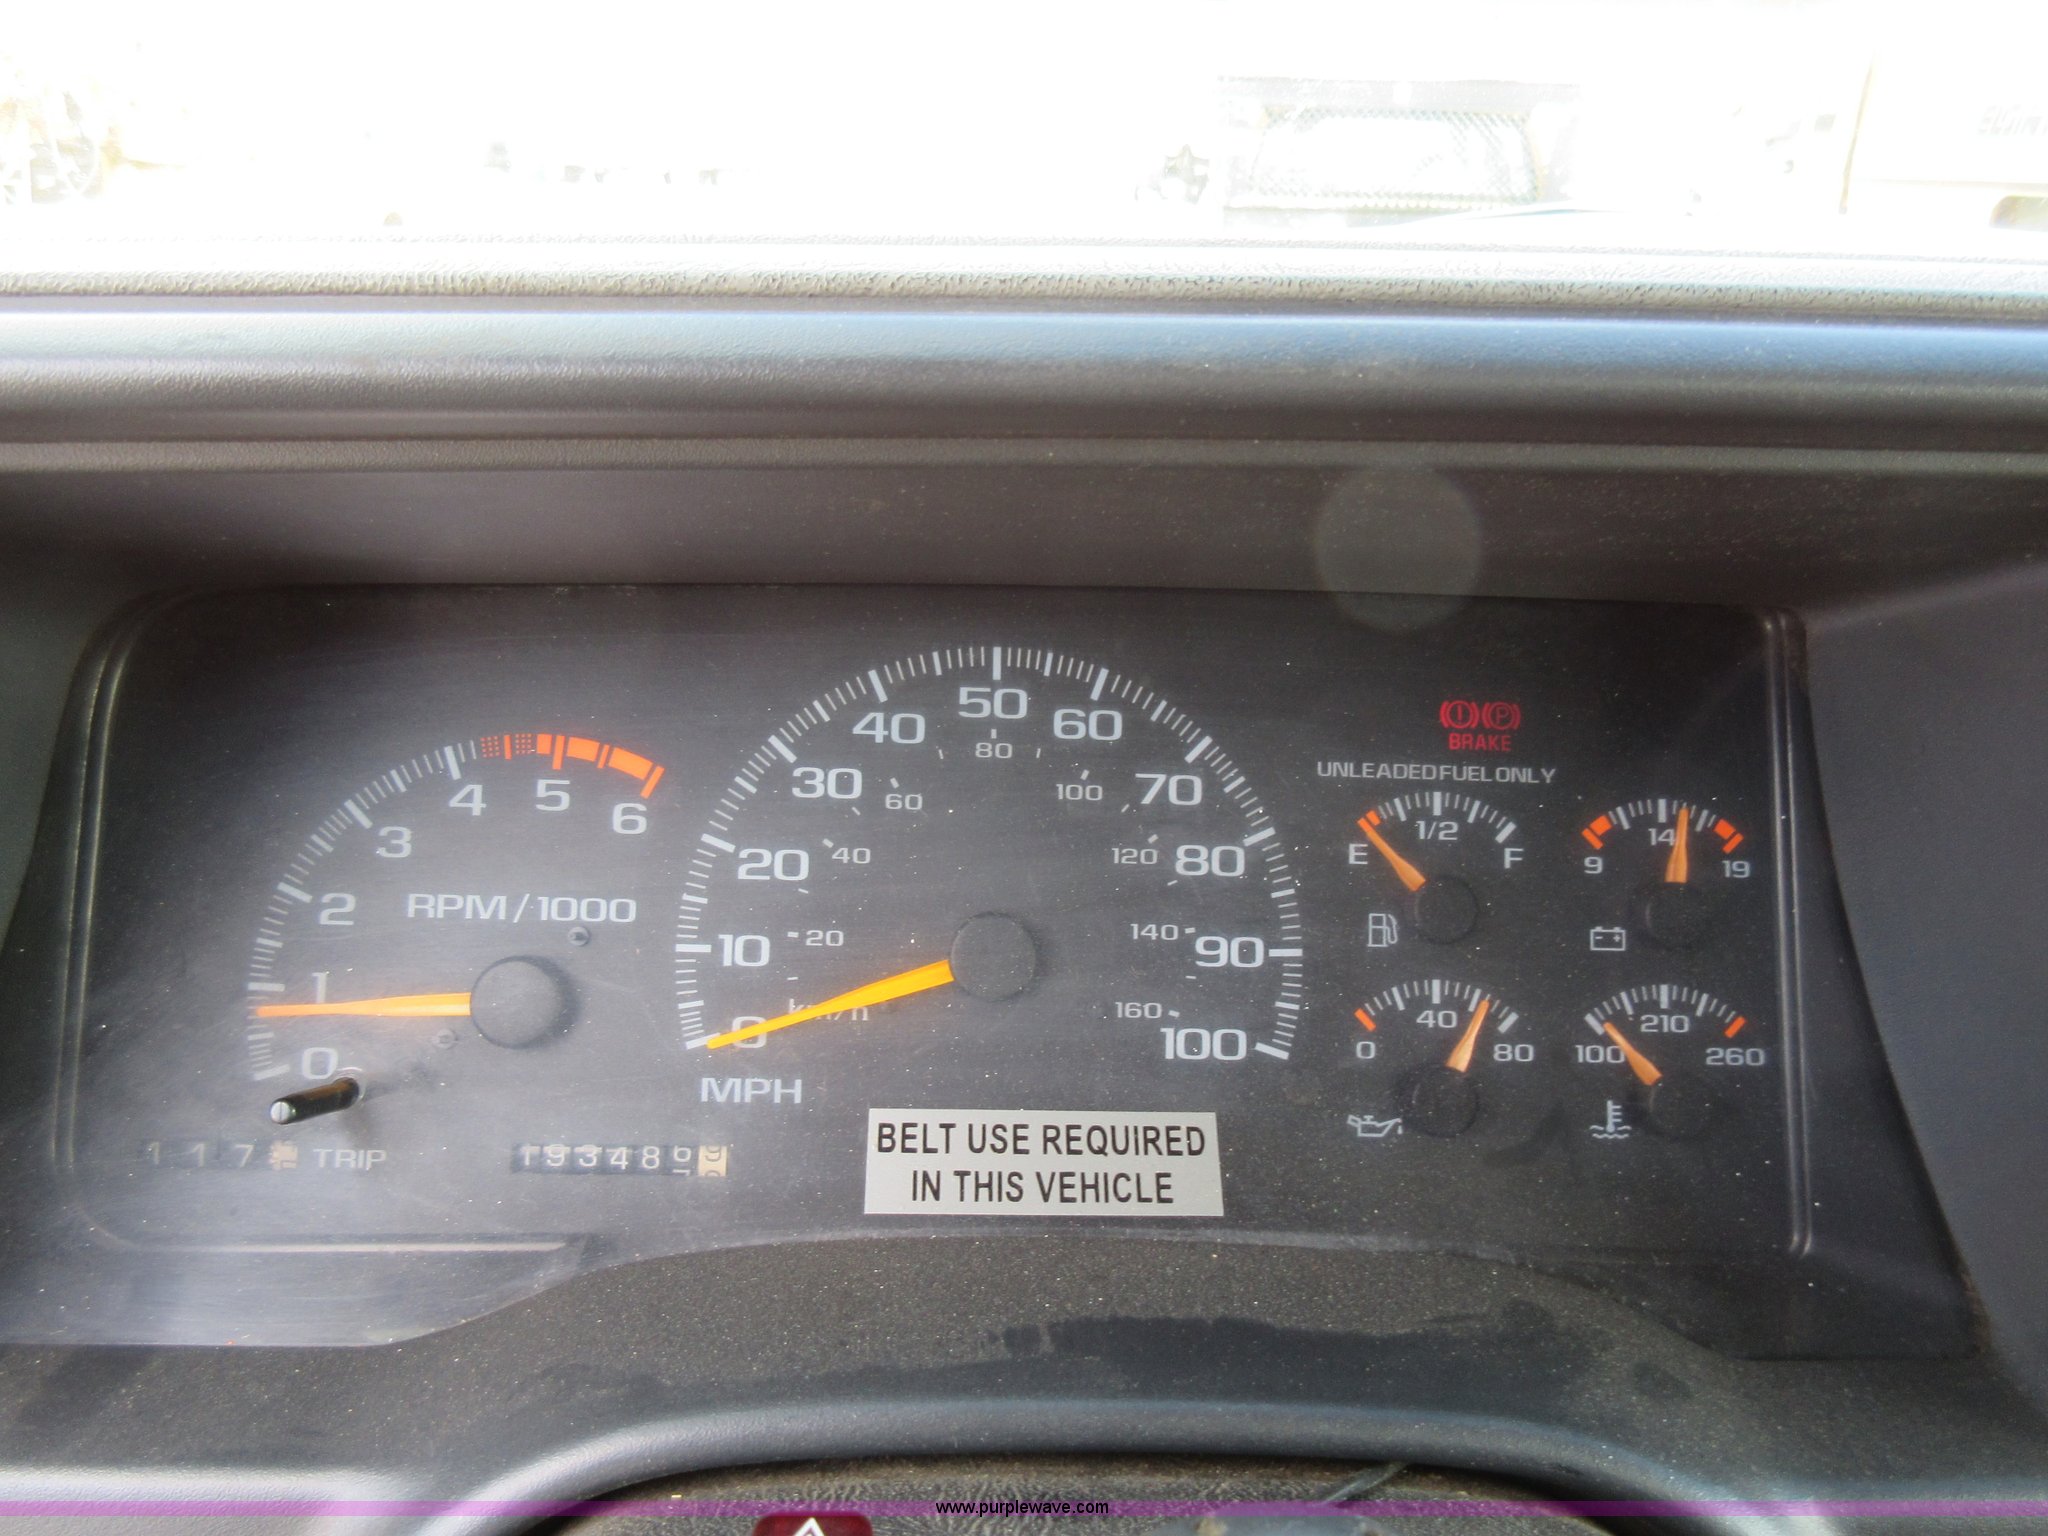 50
40 60
80
30 70
60 100
BRAKE
UNLEADED FUEL ONLY
4 5 6
3
2
1
0
RPM/1000
20 40 120 80
10 20 140 90
km/h
0 160 100
MPH
E 1/2 F
9 14 19
0 40 80
100 210 260
117 TRIP
19348
BELT USE REQUIRED
IN THIS VEHICLE
www.purplewave.com